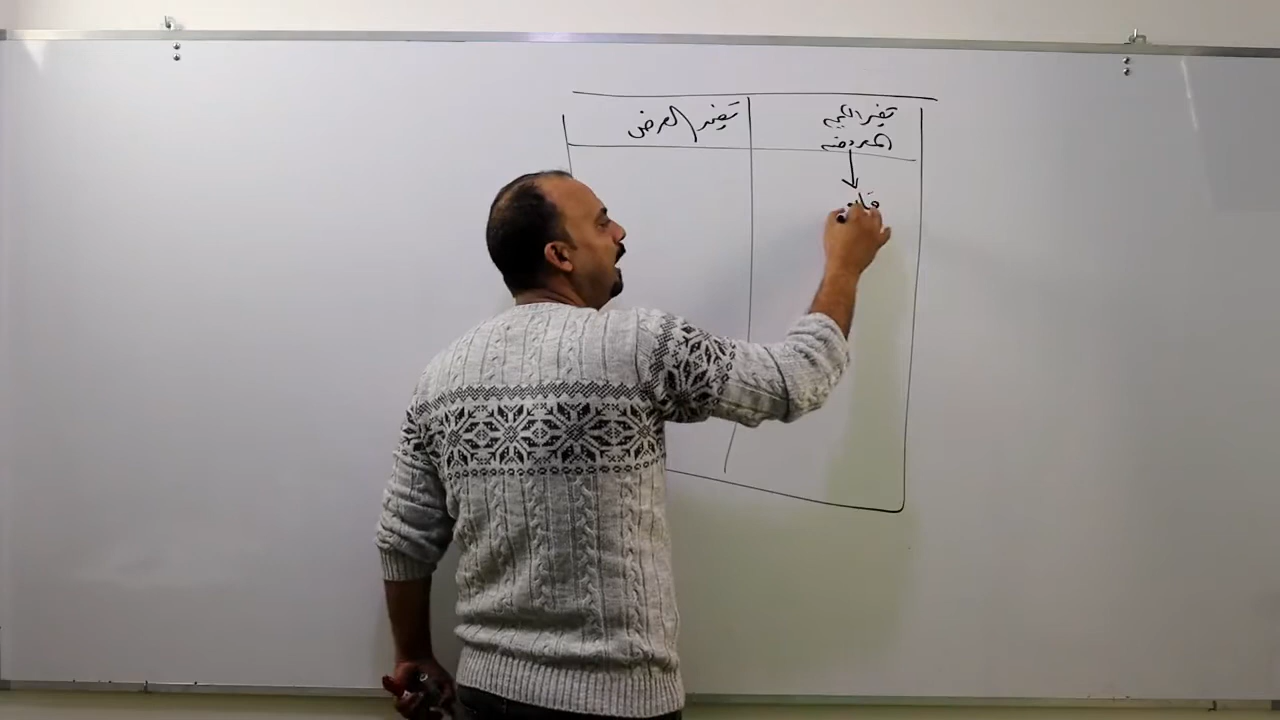 تغير الكمية
المعروضة
تغير العرض